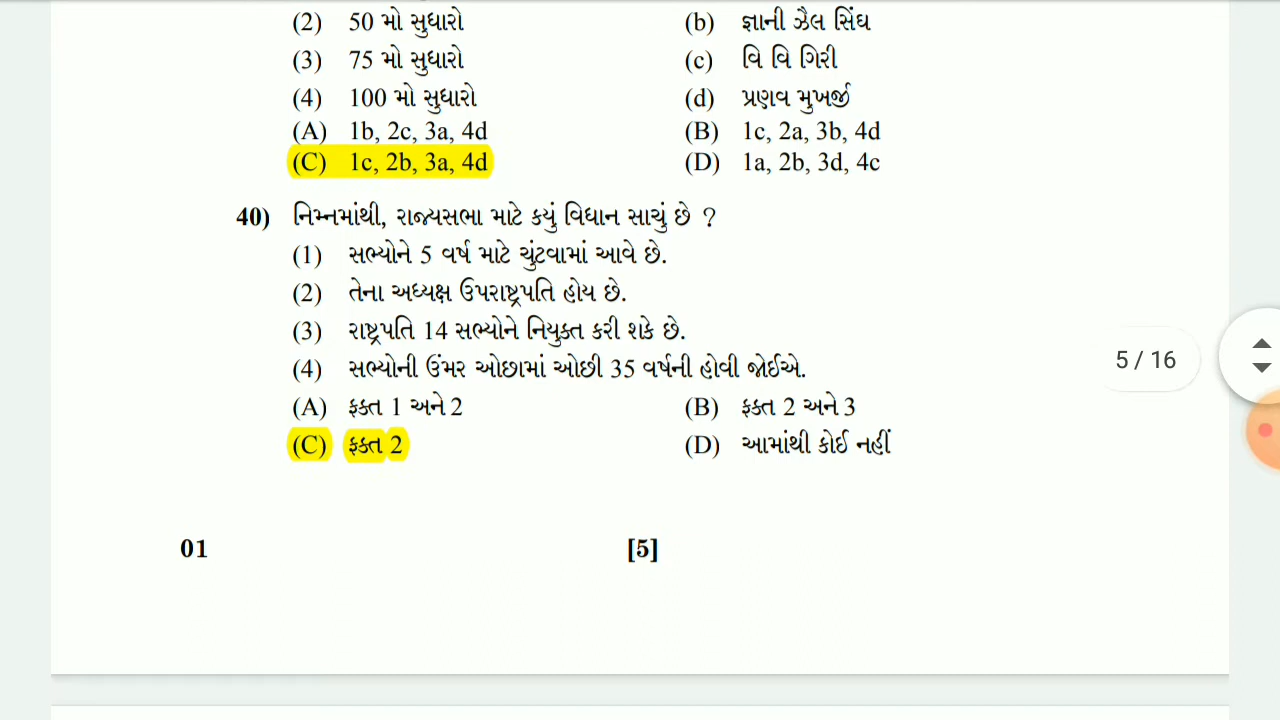 (2) 50 મો સુધારો (b) જ્ઞાની ઝૈલ સિંઘ
(3) 75 મો સુધારો (c) વિ વિ ગિરી
(4) 100 મો સુધારો (d) પ્રણવ મુખર્જી
(A) 1b, 2c, 3a, 4d (B) 1c, 2a, 3b, 4d
(C) 1c, 2b, 3a, 4d (D) 1a, 2b, 3d, 4c
40) નિમ્નમાંથી, રાજ્યસભા માટે કયું વિધાન સાચું છે ?
(1) સભ્યોને 5 વર્ષ માટે ચુંટવામાં આવે છે.
(2) તેના અધ્યક્ષ ઉપરાષ્ટ્રપતિ હોય છે.
(3) રાષ્ટ્રપતિ 14 સભ્યોને નિયુક્ત કરી શકે છે.
(4) સભ્યોની ઉંમર ઓછામાં ઓછી 35 વર્ષની હોવી જોઈએ.
(A) ફક્ત 1 અને 2 (B) ફક્ત 2 અને 3
(C) ફક્ત 2 (D) આમાંથી કોઈ નહીં
5 / 16
01 [5]